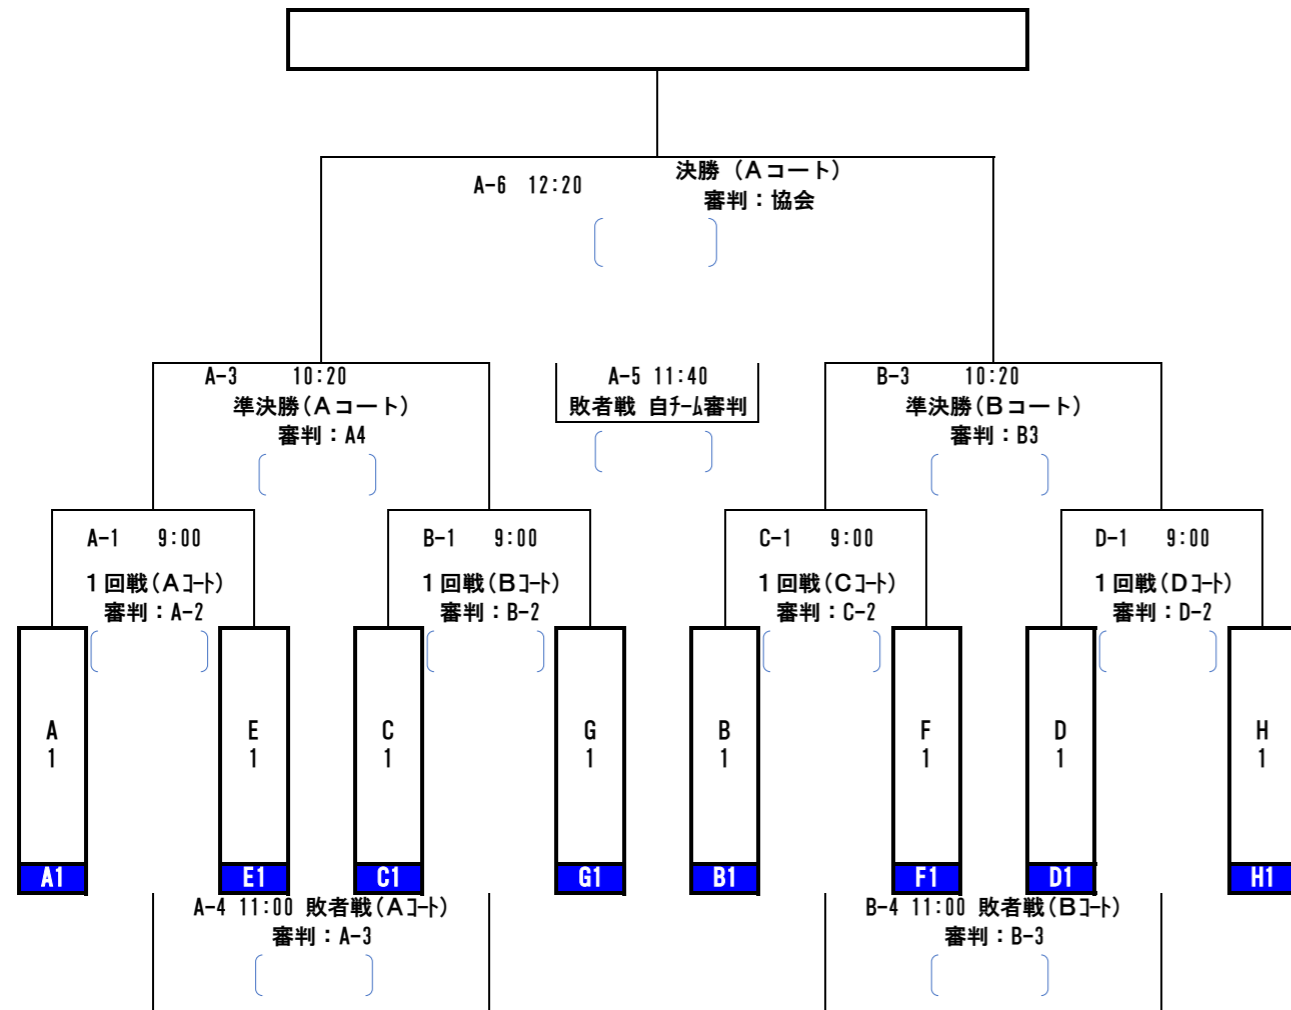 A-6 12:20 決勝（Aコート）
審判：協会
A-3 10:20
準決勝(Aコート)
審判：A4
A-5 11:40
敗者戦 自ﾁｰﾑ審判
B-3 10:20
準決勝(Bコート)
審判：B3
A-1 9:00
1回戦(Aｺｰﾄ)
審判：A-2
B-1 9:00
1回戦(Bｺｰﾄ)
審判：B-2
C-1 9:00
1回戦(Cｺｰﾄ)
審判：C-2
D-1 9:00
1回戦(Dｺｰﾄ)
審判：D-2
A
1
E
1
C
1
G
1
B
1
F
1
D
1
H
1
A1
E1
C1
G1
B1
F1
D1
H1
A-4 11:00 敗者戦(Aｺｰﾄ)
審判：A-3
B-4 11:00 敗者戦(Bｺｰﾄ)
審判：B-3